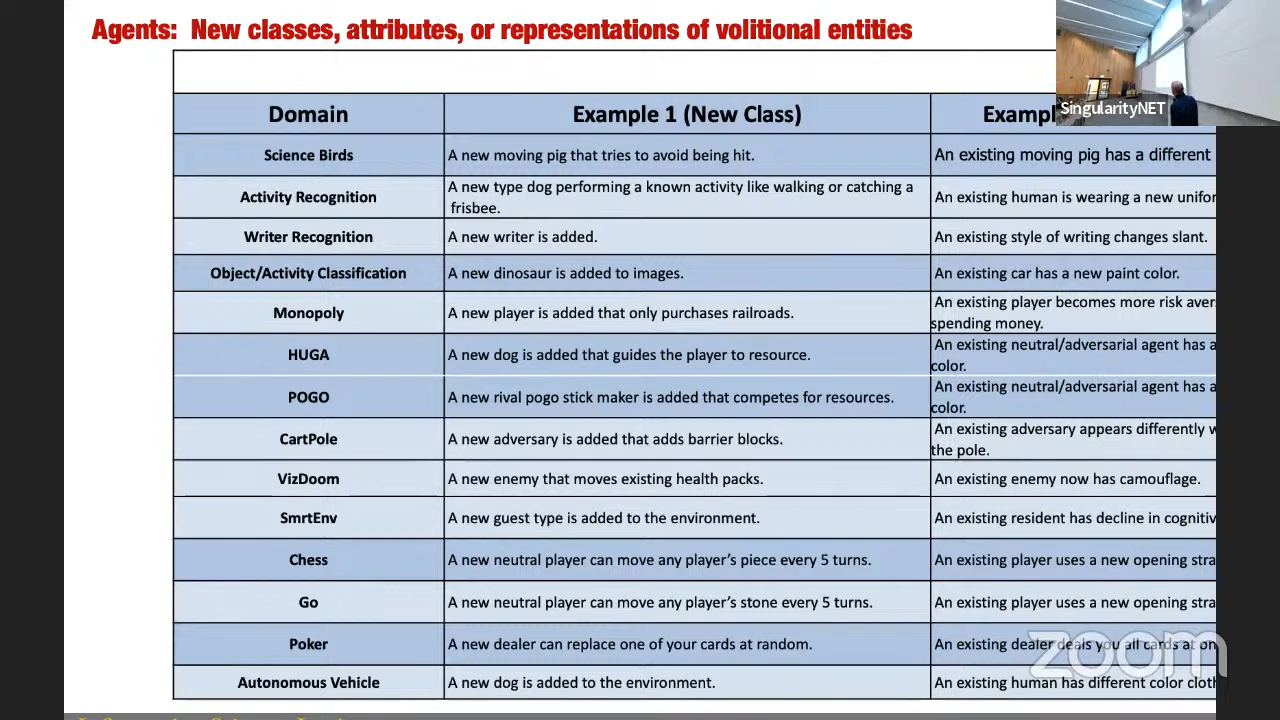 Agents: New classes, attributes, or representations of volitional entities
SingularityNET
Domain
Example 1 (New Class)
Science Birds
A new moving pig that tries to avoid being hit.
An existing moving pig has a different
Activity Recognition
A new type dog performing a known activity like walking or catching a
frisbee.
An existing human is wearing a new
Writer Recognition
A new writer is added.
An existing style of writing changes slant.
Object/Activity Classification
A new dinosaur is added to images.
An existing car has a new paint color.
Monopoly
A new player is added that only purchases railroads.
An existing player becomes more risk
spending money.
HUGA
A new dog is added that guides the player to resource.
An existing neutral/adversarial agent has a
color.
POGO
A new rival pogo stick maker is added that competes for resources.
An existing neutral/adversarial agent has a
color.
CartPole
A new adversary is added that adds barrier blocks.
An existing adversary appears differently
the pole.
VizDoom
A new enemy that moves existing health packs.
An existing enemy now has camouflage.
SmrtEnv
A new guest type is added to the environment.
An existing resident has decline in
Chess
A new neutral player can move any player’s piece every 5 turns.
An existing player uses a new opening
Go
A new neutral player can move any player’s stone every 5 turns.
An existing player uses a new opening
Poker
A new dealer can replace one of your cards at random.
An existing dealer deals you all cards at
zoom
Autonomous Vehicle
A new dog is added to the environment.
An existing human has different color